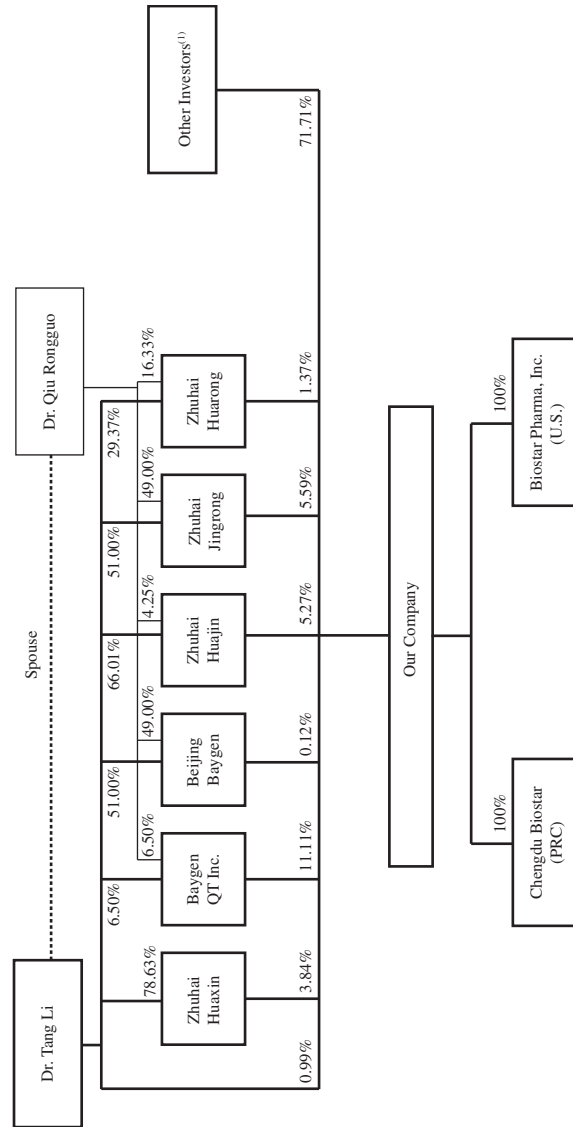 Spouse
Dr. Tang Li
Dr. Qiu Rongguo
78.63%
6.50%
6.50%
51.00%
49.00%
66.01%
4.25%
51.00%
49.00%
29.37%
16.33%
Zhuhai
Huaxin
Baygen
QT Inc.
Beijing
Baygen
Zhuhai
Huajin
Zhuhai
Jingrong
Zhuhai
Huarong
Other Investors(1)
0.99%
3.84%
11.11%
0.12%
5.27%
5.59%
1.37%
71.71%
Our Company
100%
100%
Chengdu Biostar
(PRC)
Biostar Pharma, Inc.
(U.S.)